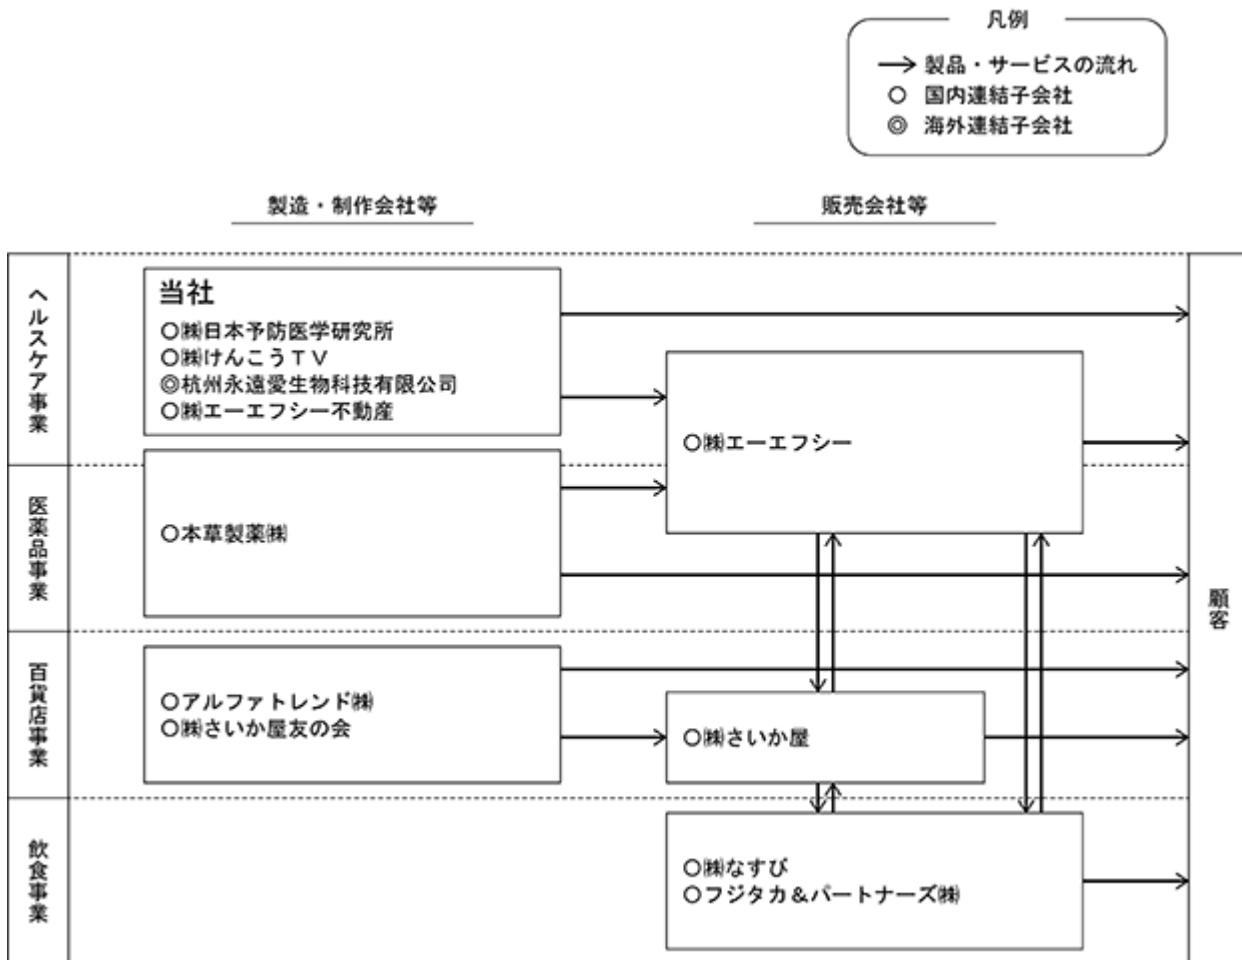 凡例
→ 製品・サービスの流れ
○ 国内連結子会社
◎ 海外連結子会社
製造・制作会社等
販売会社等
ヘルスケア事業
当社
○㈱日本予防医学研究所
○㈱けんこうTV
◎杭州永遠愛生物科技有限公司
○㈱エーエフシー不動産
○㈱エーエフシー
医薬品事業
○本草製薬㈱
顧客
百貨店事業
○アルファトレンド㈱
○㈱さいか屋友の会
○㈱さいか屋
飲食事業
○㈱なすび
○フジタカ&パートナーズ㈱